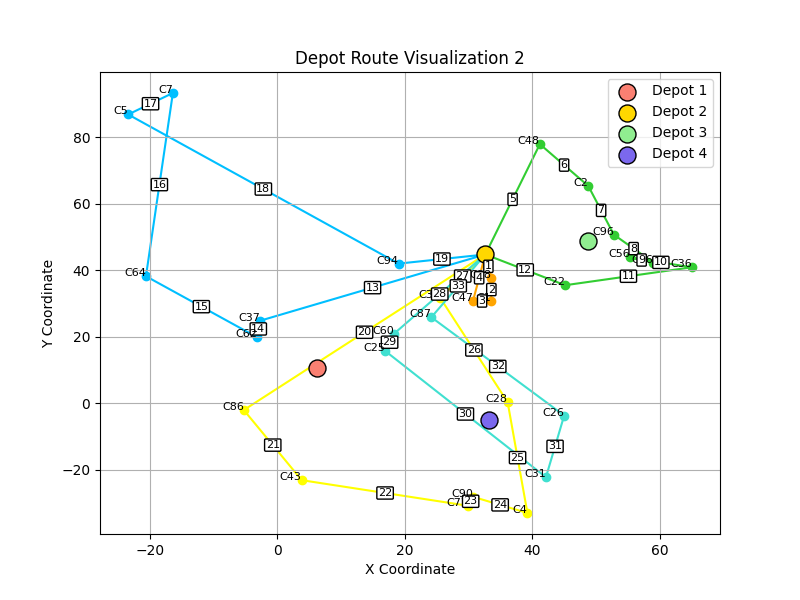 Depot Route Visualization 2
Depot 1
Depot 2
Depot 3
Depot 4
Y Coordinate
80
60
40
20
0
−20
−20
0
20
40
60
X Coordinate
C7
C5
17
16
18
C64
15
C62
14
C37
13
C94
19
C48
5
6
C2
7
C96
8
C56
10
C36
11
C22
12
1
2
3
4
C47
27
33
28
C87
C60
29
C25
20
C86
21
C43
22
C90
23
24
C4
25
C28
26
30
C31
31
C26
32